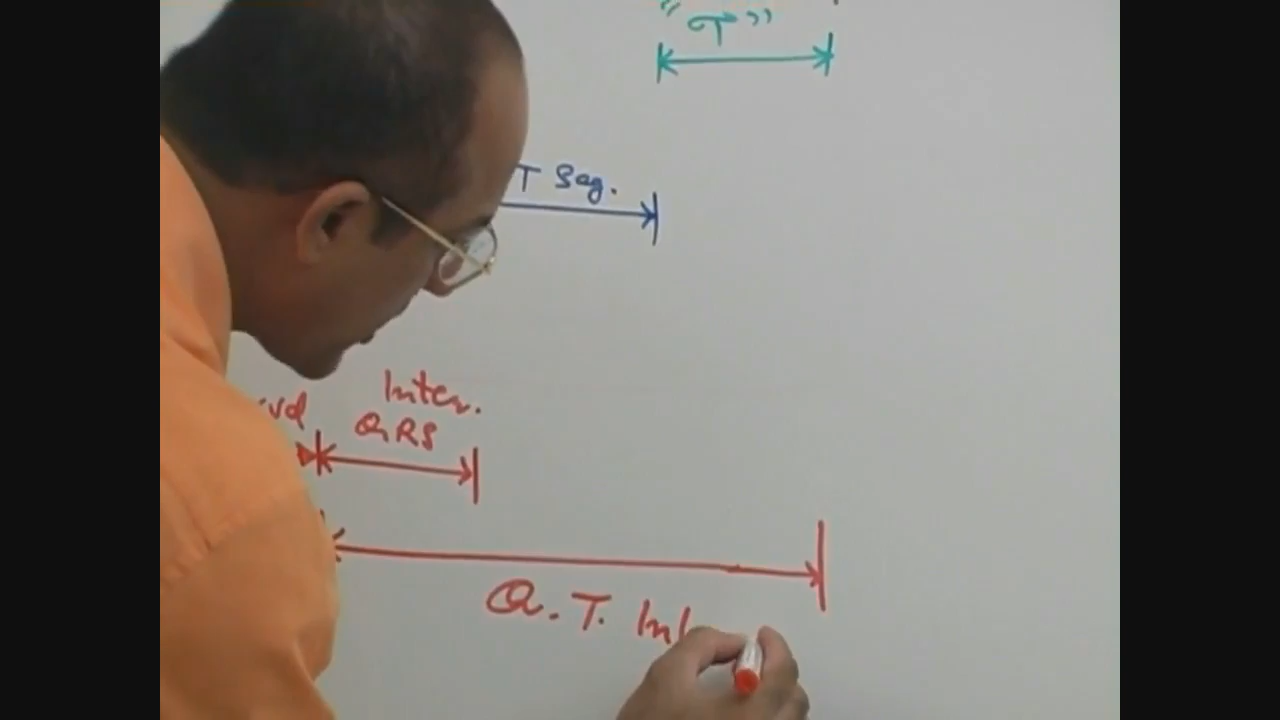 "T"
T Seg.
Inter.
QRS
Q.T. Int